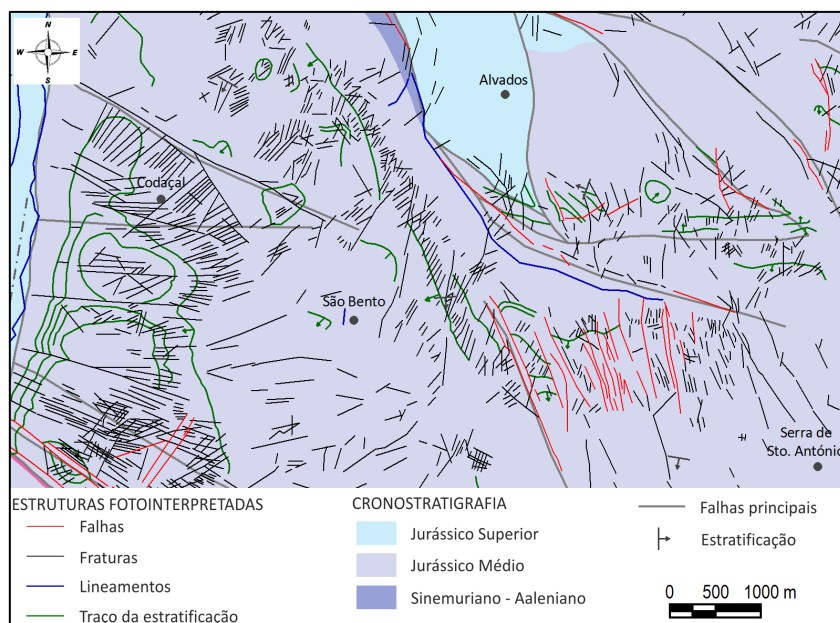 N
W E
S
Alvados
Codaçal
São Bento
Serra de
Sto. António
ESTRUTURAS FOTOINTERPRETADAS
Falhas
Fraturas
Lineamentos
Traço da estratificação
CRONOSTRATIGRAFIA
Jurássico Superior
Jurássico Médio
Sinemuriano - Aaleniano
Falhas principais
Estratificação
0 500 1000 m